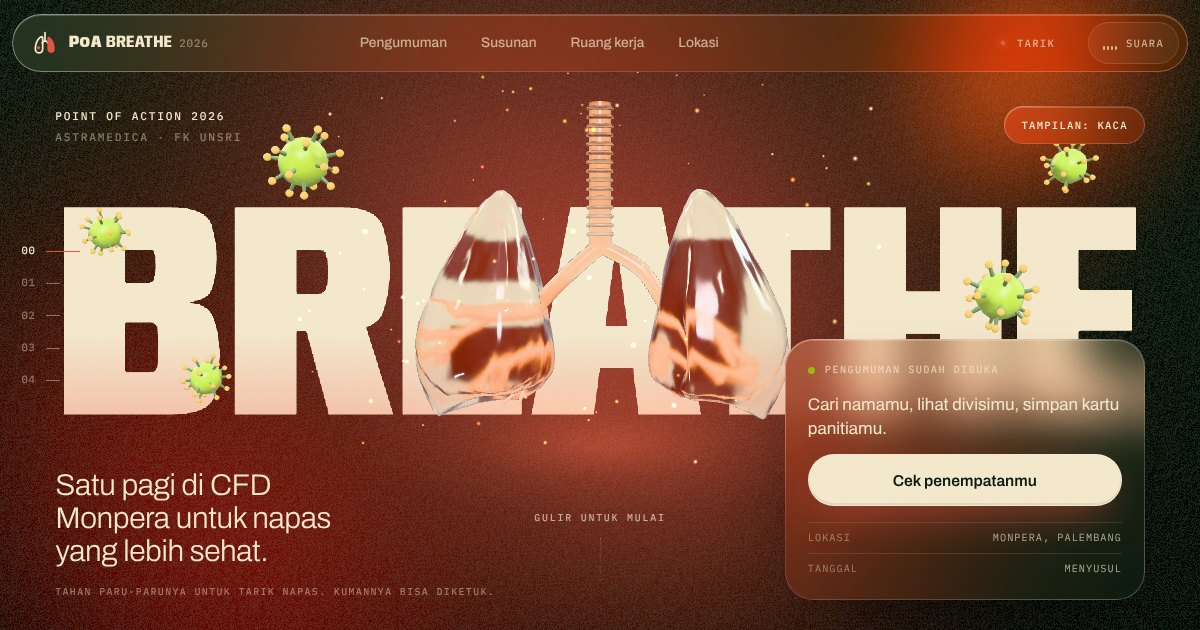 PoA BREATHE 2026
Pengumuman
Susunan
Ruang kerja
Lokasi
TARIK
SUARA
POINT OF ACTION 2026
ASTRAMEDICA - FK UNSRI
TAMPILAN: KACA
BREATHE
00
01
02
03
04
PENGUMUMAN SUDAH DIBUKA
Cari namamu, lihat divisimu, simpan kartu
panitiamu.
Cek penempatanmu
LOKASI MONPERA, PALEMBANG
TANGGAL MENYUSUL
Satu pagi di CFD
Monpera untuk napas
yang lebih sehat.
GULIR UNTUK MULAI
TAHAN PARU-PARUNYA UNTUK TARIK NAPAS. KUMANNYA BISA DIKETUK.